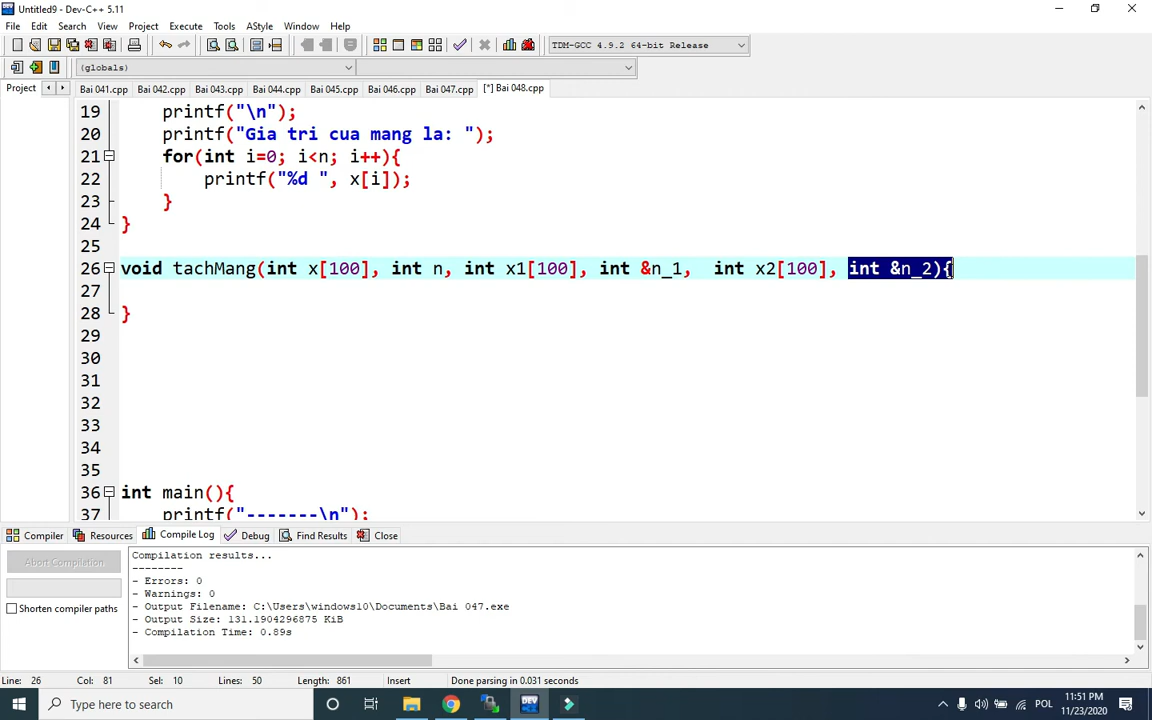 Untitled9 - Dev-C++ 5.11
File Edit Search View Project Execute Tools AStyle Window Help
TDM-GCC 4.9.2 64-bit Release
(globals)
Project Bai 041.cpp Bai 042.cpp Bai 043.cpp Bai 044.cpp Bai 045.cpp Bai 046.cpp Bai 047.cpp [*] Bai 048.cpp
19 printf("\n");
20 printf("Gia tri cua mang la: ");
21 for(int i=0; i<n; i++){
22 printf("%d ", x[i]);
23 }
24 }
25
26 void tachMang(int x[100], int n, int x1[100], int &n_1,  int x2[100], int &n_2){
27
28 }
29
30
31
32
33
34
35
36 int main(){
37 printf("-------\n");
Compiler Resources Compile Log Debug Find Results Close
Abort Compilation
Shorten compiler paths
Compilation results...
--------
- Errors: 0
- Warnings: 0
- Output Filename: C:\Users\windows10\Documents\Bai 047.exe
- Output Size: 131.1904296875 KiB
- Compilation Time: 0.89s
Line: 26 Col: 81 Sel: 10 Lines: 50 Length: 861 Insert Done parsing in 0.031 seconds
Type here to search
DEV
POL
11:51 PM
11/23/2020